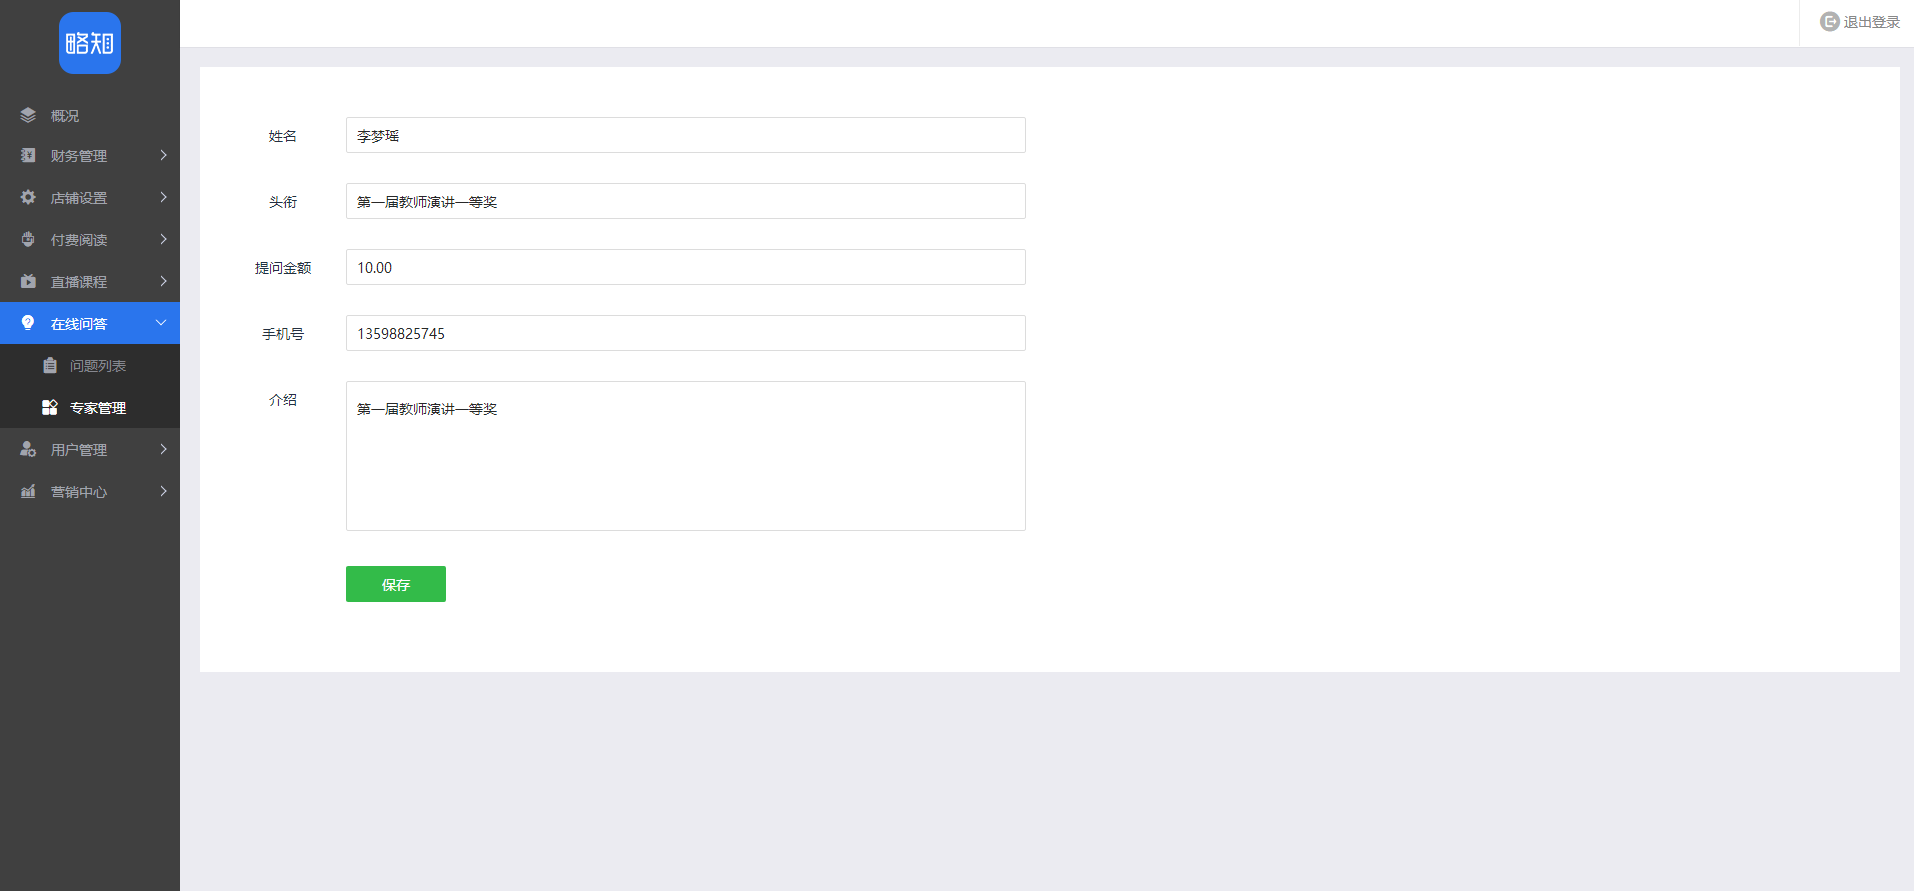 略知
退出登录
概况
财务管理
店铺设置
付费阅读
直播课程
在线问答
问题列表
专家管理
用户管理
营销中心
姓名 李梦瑶
头衔 第一届教师演讲一等奖
提问金额 10.00
手机号 13598825745
介绍 第一届教师演讲一等奖
保存